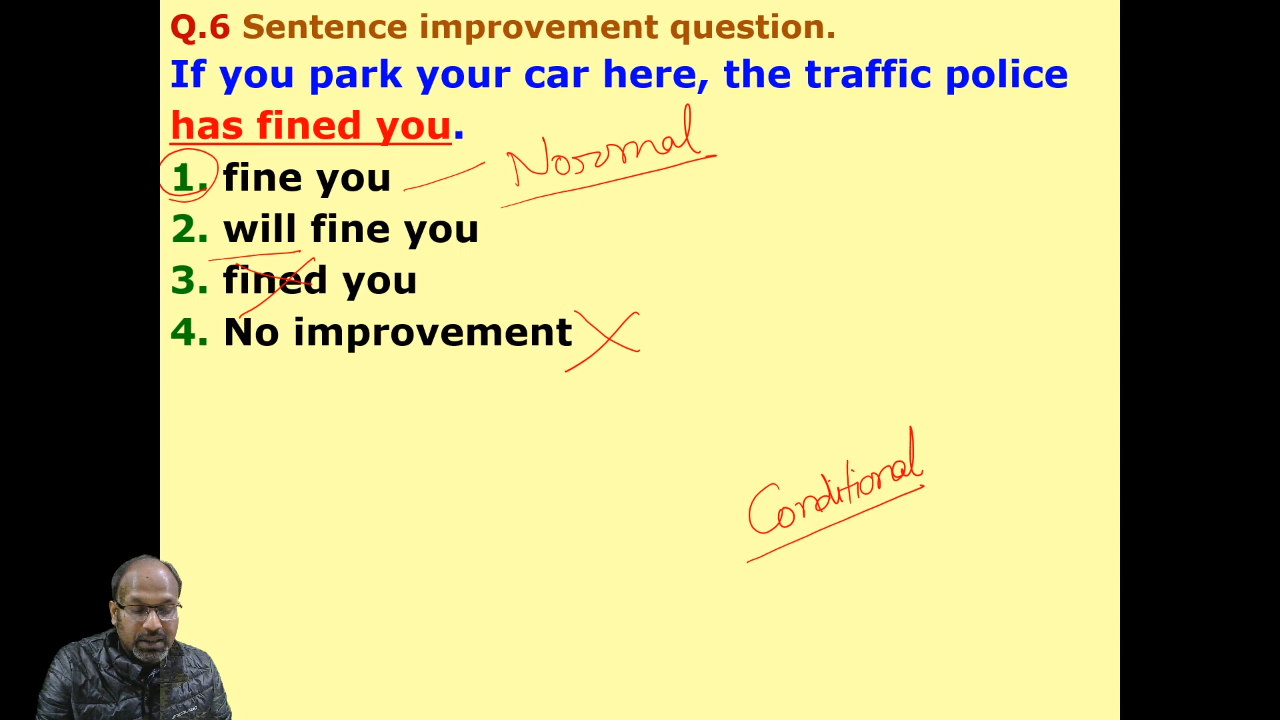 Q.6 Sentence improvement question.
If you park your car here, the traffic police
has fined you.
1. fine you
Normal
2. will fine you
3. fined you
4. No improvement
Conditional